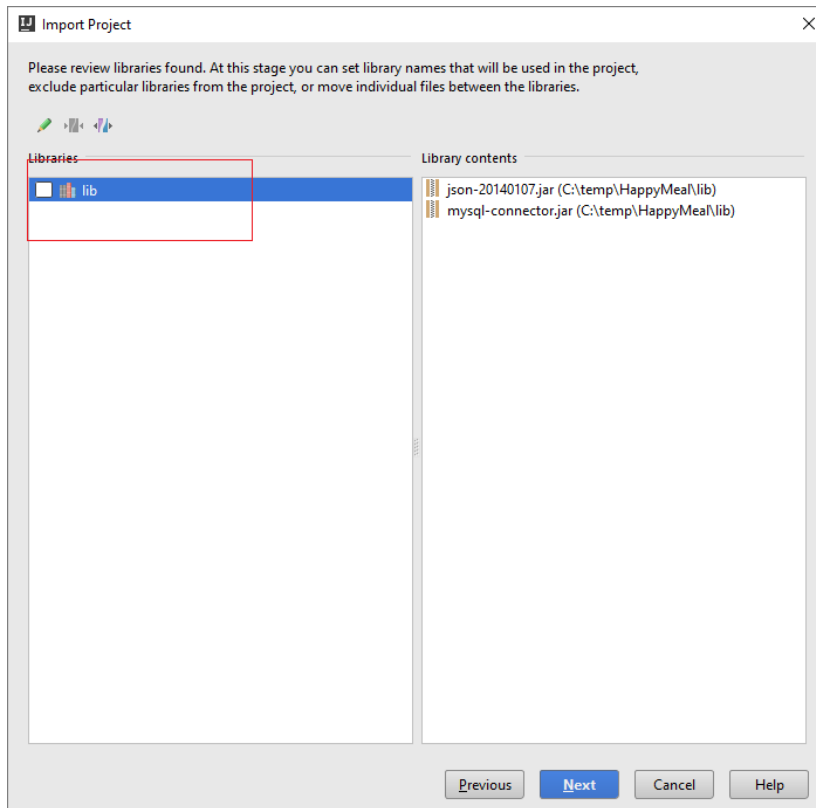 IJ Import Project
Please review libraries found. At this stage you can set library names that will be used in the project,
exclude particular libraries from the project, or move individual files between the libraries.
Libraries
Library contents
lib
json-20140107.jar (C:\temp\HappyMeal\lib)
mysql-connector.jar (C:\temp\HappyMeal\lib)
Previous
Next
Cancel
Help